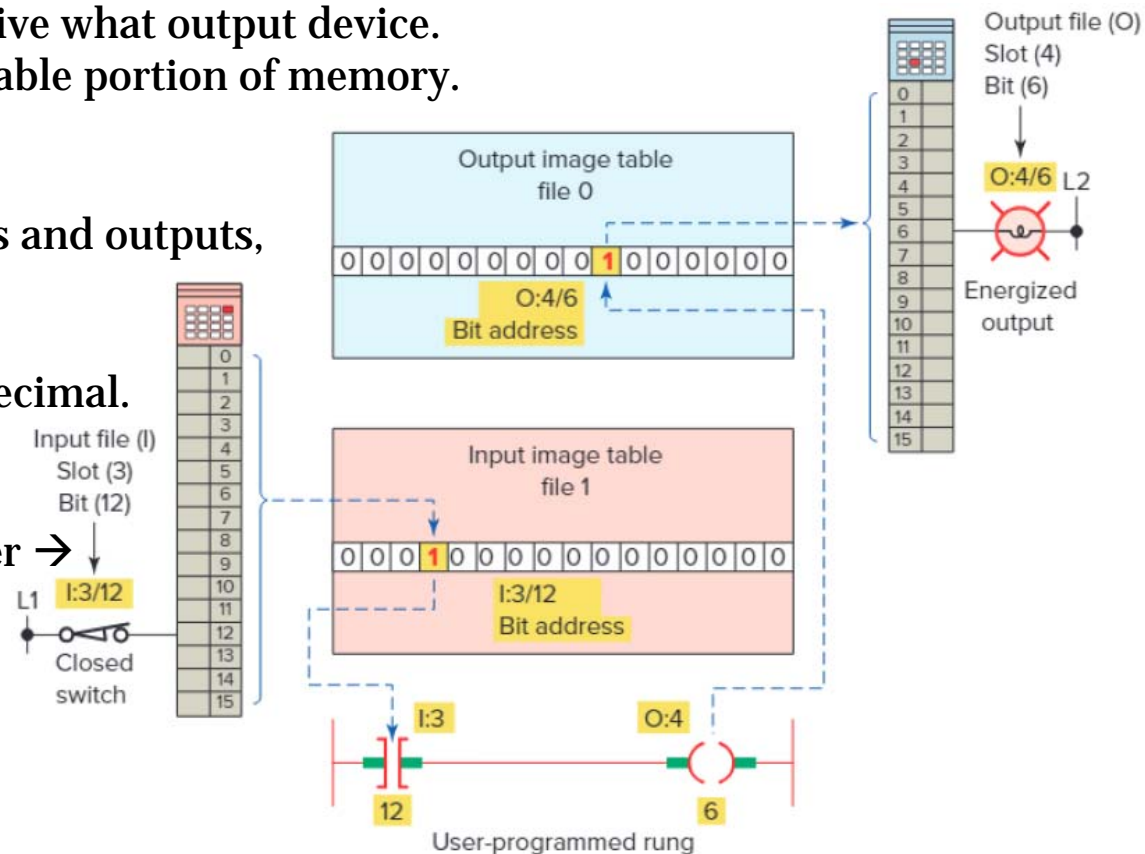 ive what output device.
able portion of memory.
s and outputs,
ecimal.
er →
Output file (O)
Slot (4)
Bit (6)
O:4/6
L2
Energized
output
0
1
2
3
4
5
6
7
8
9
10
11
12
13
14
15
Output image table
file 0
0 0 0 0 0 0 0 0 0 1 0 0 0 0 0 0
O:4/6
Bit address
Input file (I)
Slot (3)
Bit (12)
L1
I:3/12
Closed
switch
0
1
2
3
4
5
6
7
8
9
10
11
12
13
14
15
Input image table
file 1
0 0 0 1 0 0 0 0 0 0 0 0 0 0 0 0
I:3/12
Bit address
I:3
O:4
12
6
User-programmed rung